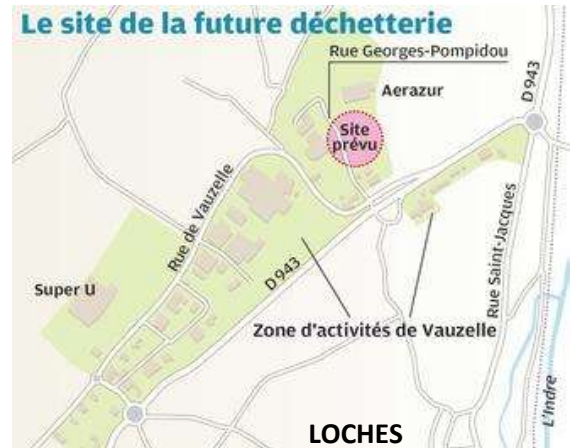 Le site de la future déchetterie
Rue Georges-Pompidou
Aerazur
D 943
Site
prévu
Rue de Vauzelle
Rue Saint-Jacques
Super U
D 943
Zone d'activités de Vauzelle
L'Indre
LOCHES